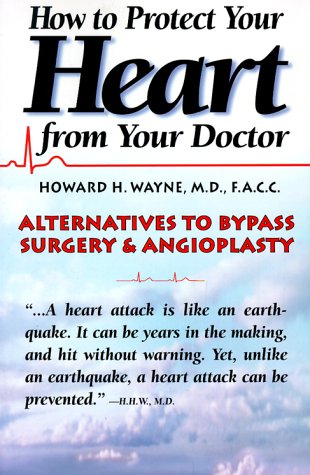 How to Protect Your
Heart
from Your Doctor
HOWARD H. WAYNE, M.D., F.A.C.C.
ALTERNATIVES TO BYPASS
SURGERY & ANGIOPLASTY
“...A heart attack is like an earth-
quake. It can be years in the making,
and hit without warning. Yet, unlike
an earthquake, a heart attack can be
prevented.” —H.H.W., M.D.